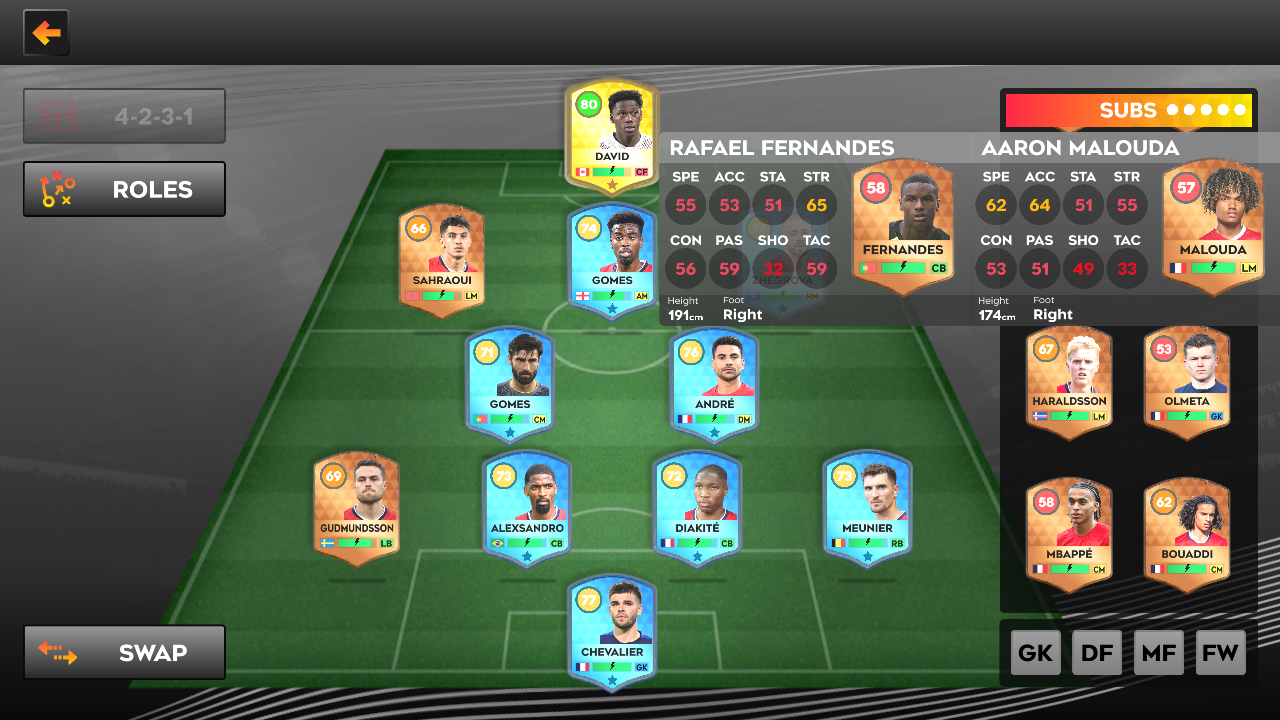 4-2-3-1
ROLES
SUBS
80
DAVID
CF
RAFAEL FERNANDES
SPE ACC STA STR
55 53 51 65
CON PAS SHO TAC
56 59 32 59
Height Foot
191cm Right
58
FERNANDES
CB
AARON MALOUDA
SPE ACC STA STR
62 64 51 55
CON PAS SHO TAC
53 51 49 33
Height Foot
174cm Right
57
MALOUDA
LM
66
SAHRAOUI
LM
74
GOMES
AM
ZHEGROVA
RM
71
GOMES
CM
76
ANDRÉ
DM
67
HARALDSSON
LM
53
OLMETA
GK
69
GUDMUNDSSON
LB
73
ALEXSANDRO
CB
72
DIAKITÉ
CB
73
MEUNIER
RB
58
MBAPPÉ
CM
62
BOUADDI
CM
77
CHEVALIER
GK
SWAP
GK DF MF FW